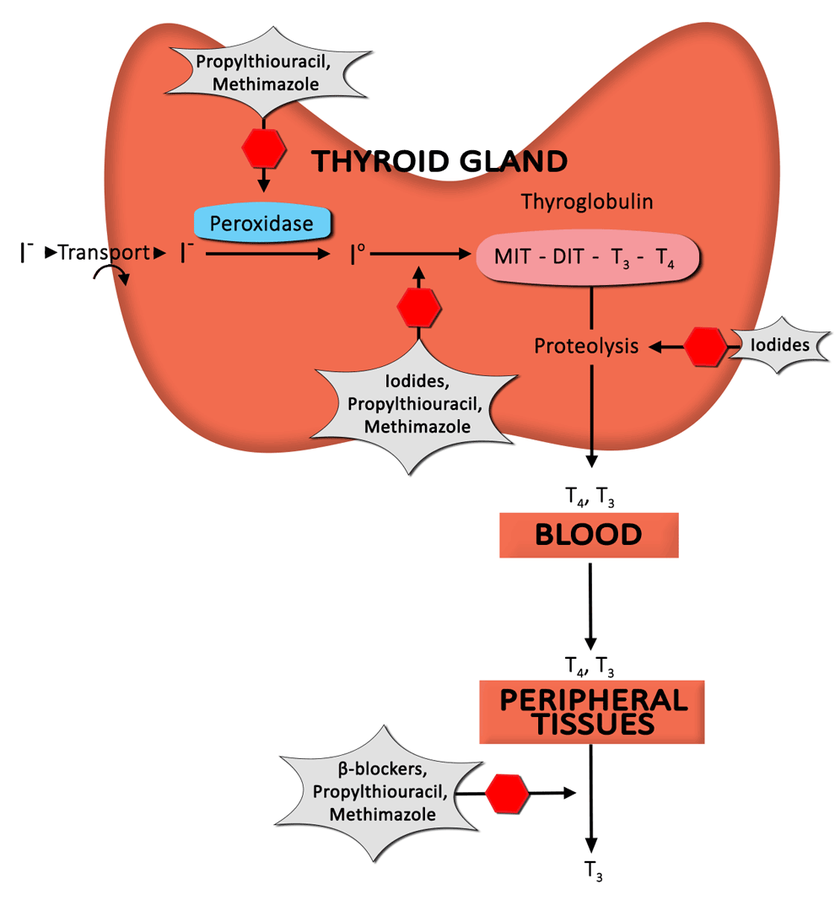 Propylthiouracil,
Methimazole
THYROID GLAND
Thyroglobulin
Peroxidase
I⁻ Transport I⁻ I° MIT - DIT - T₃ - T₄
Proteolysis
Iodides
Iodides,
Propylthiouracil,
Methimazole
T₄, T₃
BLOOD
T₄, T₃
PERIPHERAL
TISSUES
β-blockers,
Propylthiouracil,
Methimazole
T₃